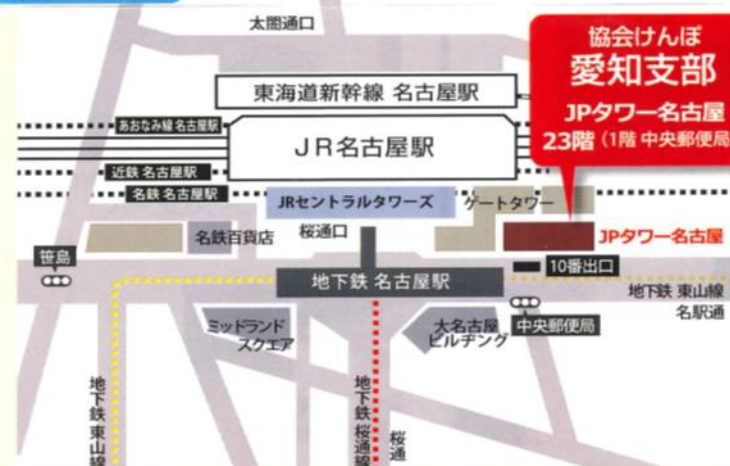 太閤通口
協会けんぽ
愛知支部
JPタワー名古屋
23階(1階 中央郵便局
東海道新幹線 名古屋駅
あおなみ線 名古屋駅
JR名古屋駅
近鉄 名古屋駅
名鉄 名古屋駅
JRセントラルタワーズ
ゲートタワー
名鉄百貨店
桜通口
JPタワー名古屋
笹島
10番出口
地下鉄 名古屋駅
地下鉄 東山線
名駅通
ミッドランド
スクエア
大名古屋
ビルヂング
中央郵便局
地下鉄 東山線
地下鉄 桜通線
桜通